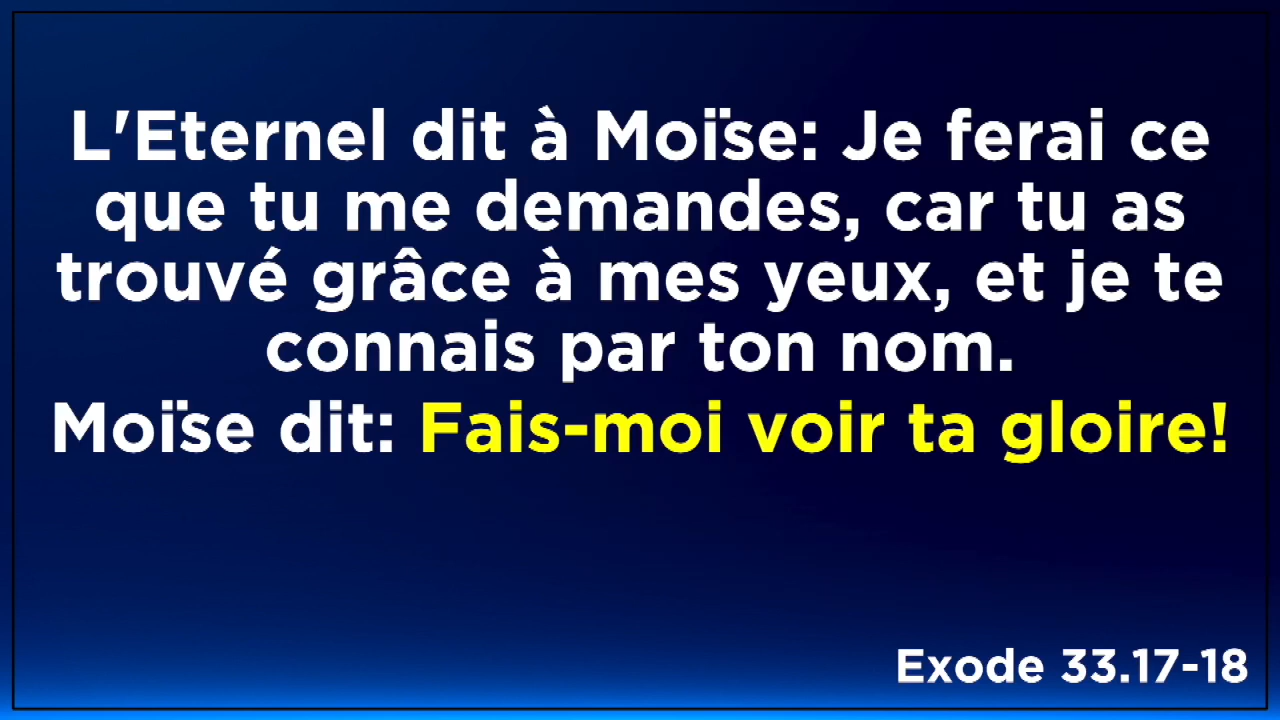 L'Eternel dit à Moïse: Je ferai ce
que tu me demandes, car tu as
trouvé grâce à mes yeux, et je te
connais par ton nom.
Moïse dit: Fais-moi voir ta gloire!
Exode 33.17-18